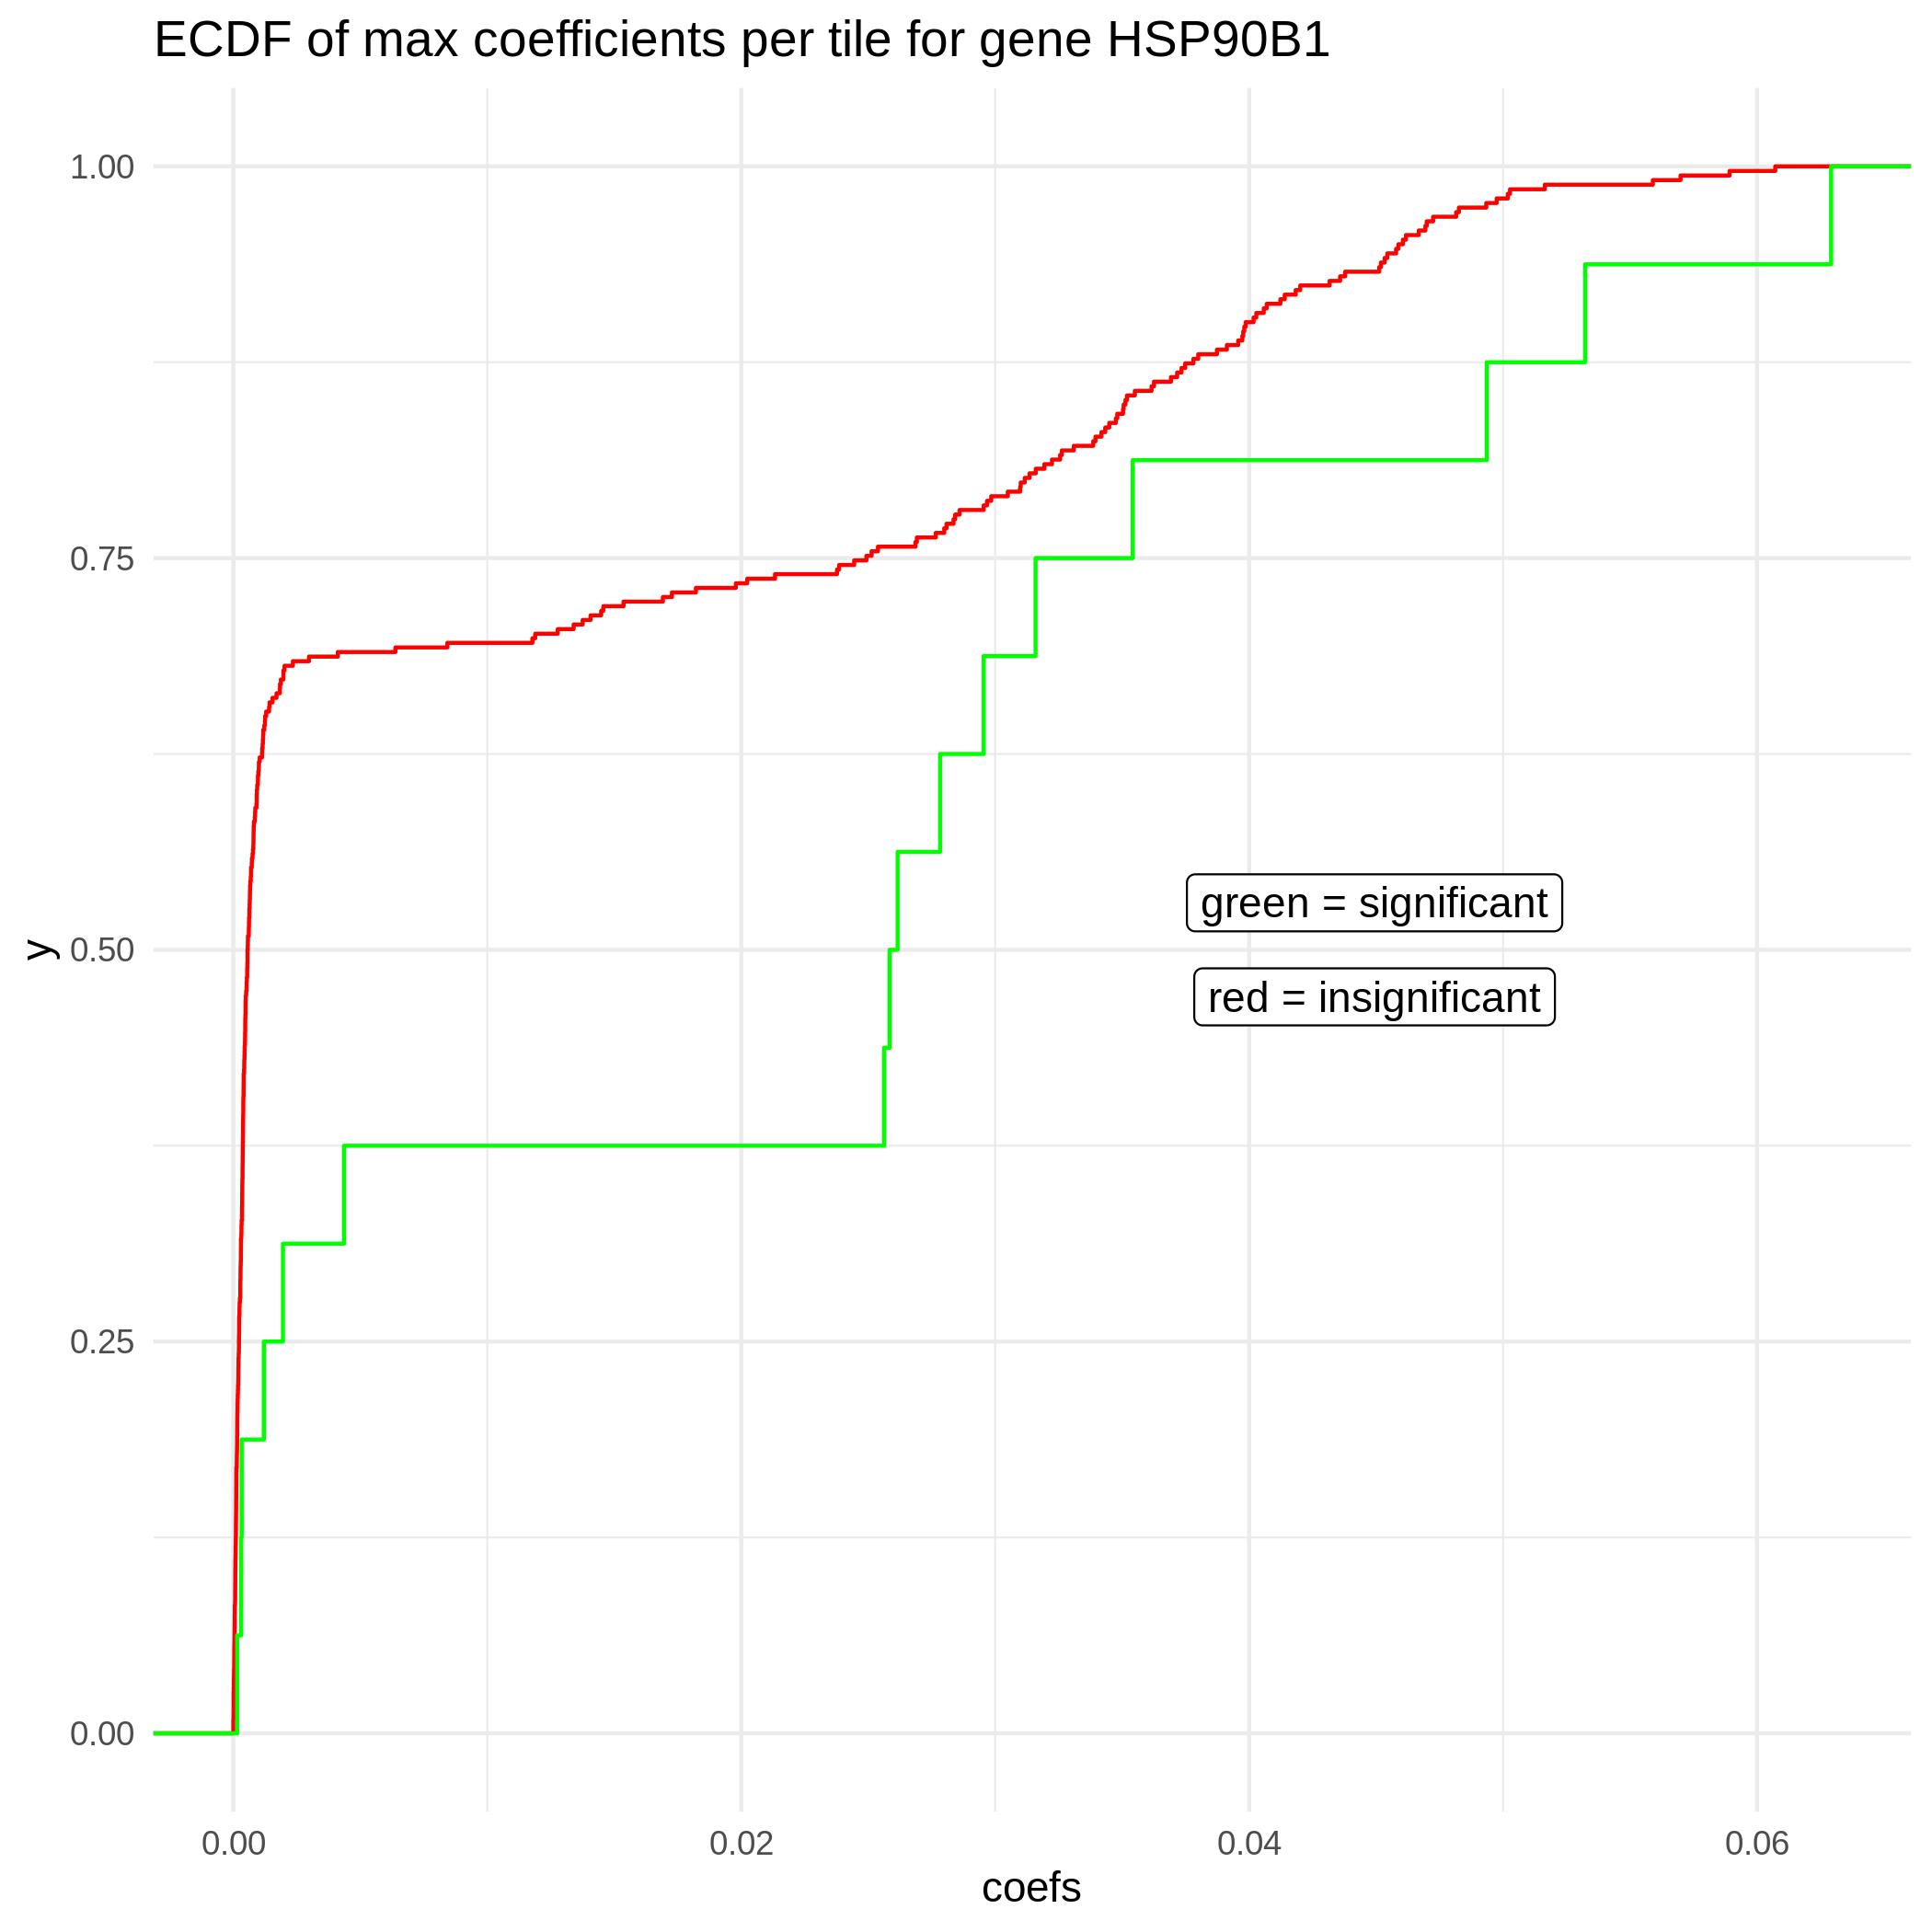 ECDF of max coefficients per tile for gene HSP90B1
1.00
0.75
0.50
0.25
0.00
y
green = significant
red = insignificant
0.00 0.02 0.04 0.06
coefs